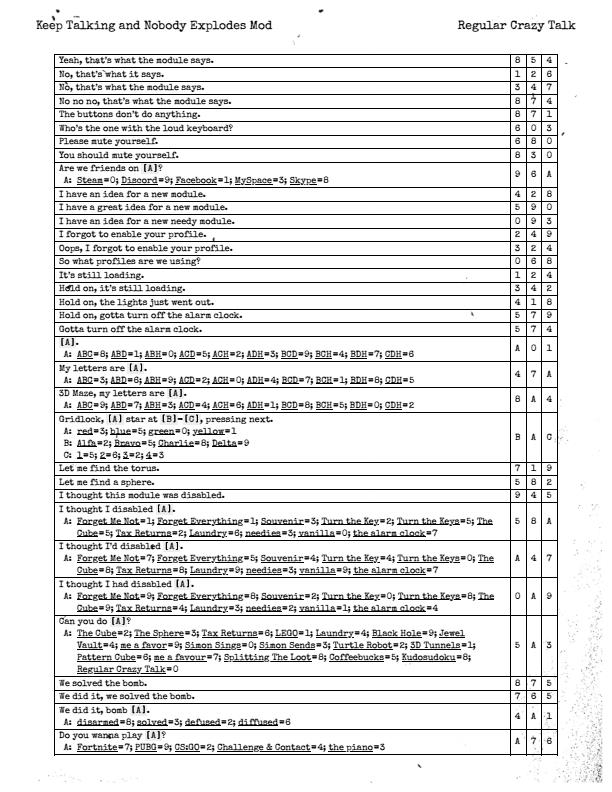 Keep Talking and Nobody Explodes Mod Regular Crazy Talk
Yeah, that's what the module says. 8 5 4
No, that's what it says. 1 2 6
No, that's what the module says. 3 4 7
No no no, that's what the module says. 8 7 4
The buttons don't do anything. 8 7 1
Who's the one with the loud keyboard? 6 0 3
Please mute yourself. 6 8 0
You should mute yourself. 8 3 0
Are we friends on [A]?
A: Steam=0; Discord=9; Facebook=1; MySpace=3; Skype=8 9 6 A
I have an idea for a new module. 4 2 8
I have a great idea for a new module. 5 9 0
I have an idea for a new needy module. 0 9 3
I forgot to enable your profile. 2 4 9
Oops, I forgot to enable your profile. 3 2 4
So what profiles are we using? 0 6 8
It's still loading. 1 2 4
Hold on, it's still loading. 3 4 2
Hold on, the lights just went out. 4 1 8
Hold on, gotta turn off the alarm clock. 5 7 9
Gotta turn off the alarm clock. 5 7 4
[A].
A: ABC=8; ABD=1; ABH=0; ACD=5; ACH=2; ADH=3; BCD=9; BCH=4; BDH=7; CDH=6 A 0 1
My letters are [A].
A: ABC=3; ABD=6; ABH=9; ACD=2; ACH=0; ADH=4; BCD=7; BCH=1; BDH=8; CDH=5 4 7 A
3D Maze, my letters are [A].
A: ABC=9; ABD=7; ABH=3; ACD=4; ACH=6; ADH=1; BCD=8; BCH=5; BDH=0; CDH=2 8 A 4
Gridlock, [A] star at [B]-[C], pressing next.
A: red=3; blue=5; green=0; yellow=1
B: Alfa=2; Bravo=5; Charlie=8; Delta=9
C: 1=5; 2=6; 3=2; 4=3 B A C
Let me find the torus. 7 1 9
Let me find a sphere. 5 8 2
I thought this module was disabled. 9 4 5
I thought I disabled [A].
A: Forget Me Not=1; Forget Everything=1; Souvenir=3; Turn the Key=2; Turn the Keys=5; The
Cube=5; Tax Returns=4; Laundry=6; needies=3; vanilla=0; the alarm clock=7 5 8 A
I thought I'd disabled [A].
A: Forget Me Not=7; Forget Everything=5; Souvenir=4; Turn the Key=4; Turn the Keys=0; The
Cube=8; Tax Returns=8; Laundry=9; needies=3; vanilla=9; the alarm clock=7 A 4 7
I thought I had disabled [A].
A: Forget Me Not=9; Forget Everything=8; Souvenir=2; Turn the Key=0; Turn the Keys=8; The
Cube=9; Tax Returns=4; Laundry=3; needies=2; vanilla=1; the alarm clock=4 0 A 9
Can you do [A]?
A: The Cube=2; The Sphere=3; Tax Returns=6; LEGO=1; Laundry=4; Black Hole=9; Jewel
Vault=4; me a favor=9; Simon Sings=0; Simon Sends=3; Turtle Robot=2; 3D Tunnels=1;
Pattern Cube=6; me a favour=7; Splitting The Loot=8; Coffeebucks=5; Kudosudoku=8;
Regular Crazy Talk=0 5 A 3
We solved the bomb. 8 7 5
We did it, we solved the bomb. 7 6 5
We did it, bomb [A].
A: disarmed=8; solved=3; defused=2; diffused=6 4 A 1
Do you wanna play [A]?
A: Fortnite=7; PUBG=9; CS:GO=2; Challenge & Contact=4; the piano=3 A 7 6